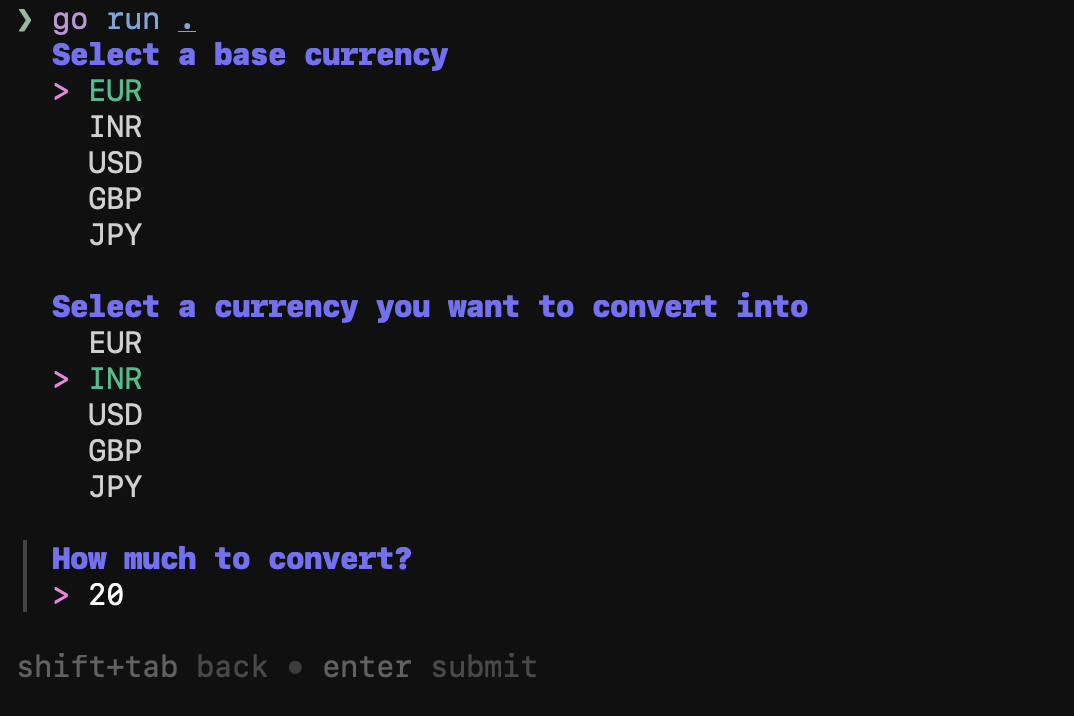 ❯ go run .
Select a base currency
> EUR
INR
USD
GBP
JPY
Select a currency you want to convert into
EUR
> INR
USD
GBP
JPY
How much to convert?
> 20
shift+tab back • enter submit